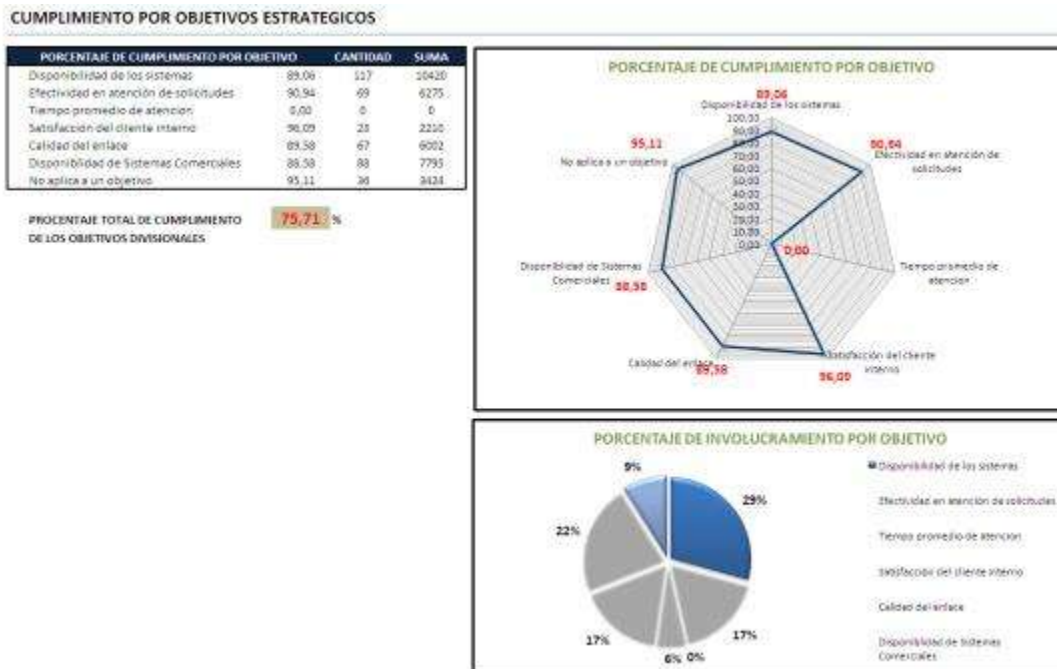 CUMPLIMIENTO POR OBJETIVOS ESTRATEGICOS
PORCENTAJE DE CUMPLIMIENTO POR OBJETIVO CANTIDAD SUMA
Disponibilidad de los sistemas 89,06 117 10420
Efectividad en atención de solicitudes 90,94 69 6275
Tiempo promedio de atencion 0,00 0 0
Satisfacción del cliente interno 96,09 23 2210
Calidad del enlace 89,58 67 6002
Disponibilidad de Sistemas Comerciales 88,58 88 7795
No aplica a un objetivo 95,11 36 3424
PROCENTAJE TOTAL DE CUMPLIMIENTO 75,71 %
DE LOS OBJETIVOS DIVISIONALES
PORCENTAJE DE CUMPLIMIENTO POR OBJETIVO
89,06
Disponibilidad de los sistemas
100,00
90,00
80,00
70,00
60,00
50,00
40,00
30,00
20,00
10,00
0,00
90,94
Efectividad en atención de
solicitudes
0,00
Tiempo promedio de
atencion
Satisfacción del cliente
interno
96,09
Calidad del enlace
89,58
Disponibilidad de Sistemas
Comerciales
88,58
95,11
No aplica a un objetivo
PORCENTAJE DE INVOLUCRAMIENTO POR OBJETIVO
9%
29%
22%
17%
17%
6% 0%
Disponibilidad de los sistemas
Efectividad en atención de solicitudes
Tiempo promedio de atencion
Satisfacción del cliente interno
Calidad del enlace
Disponibilidad de Sistemas
Comerciales